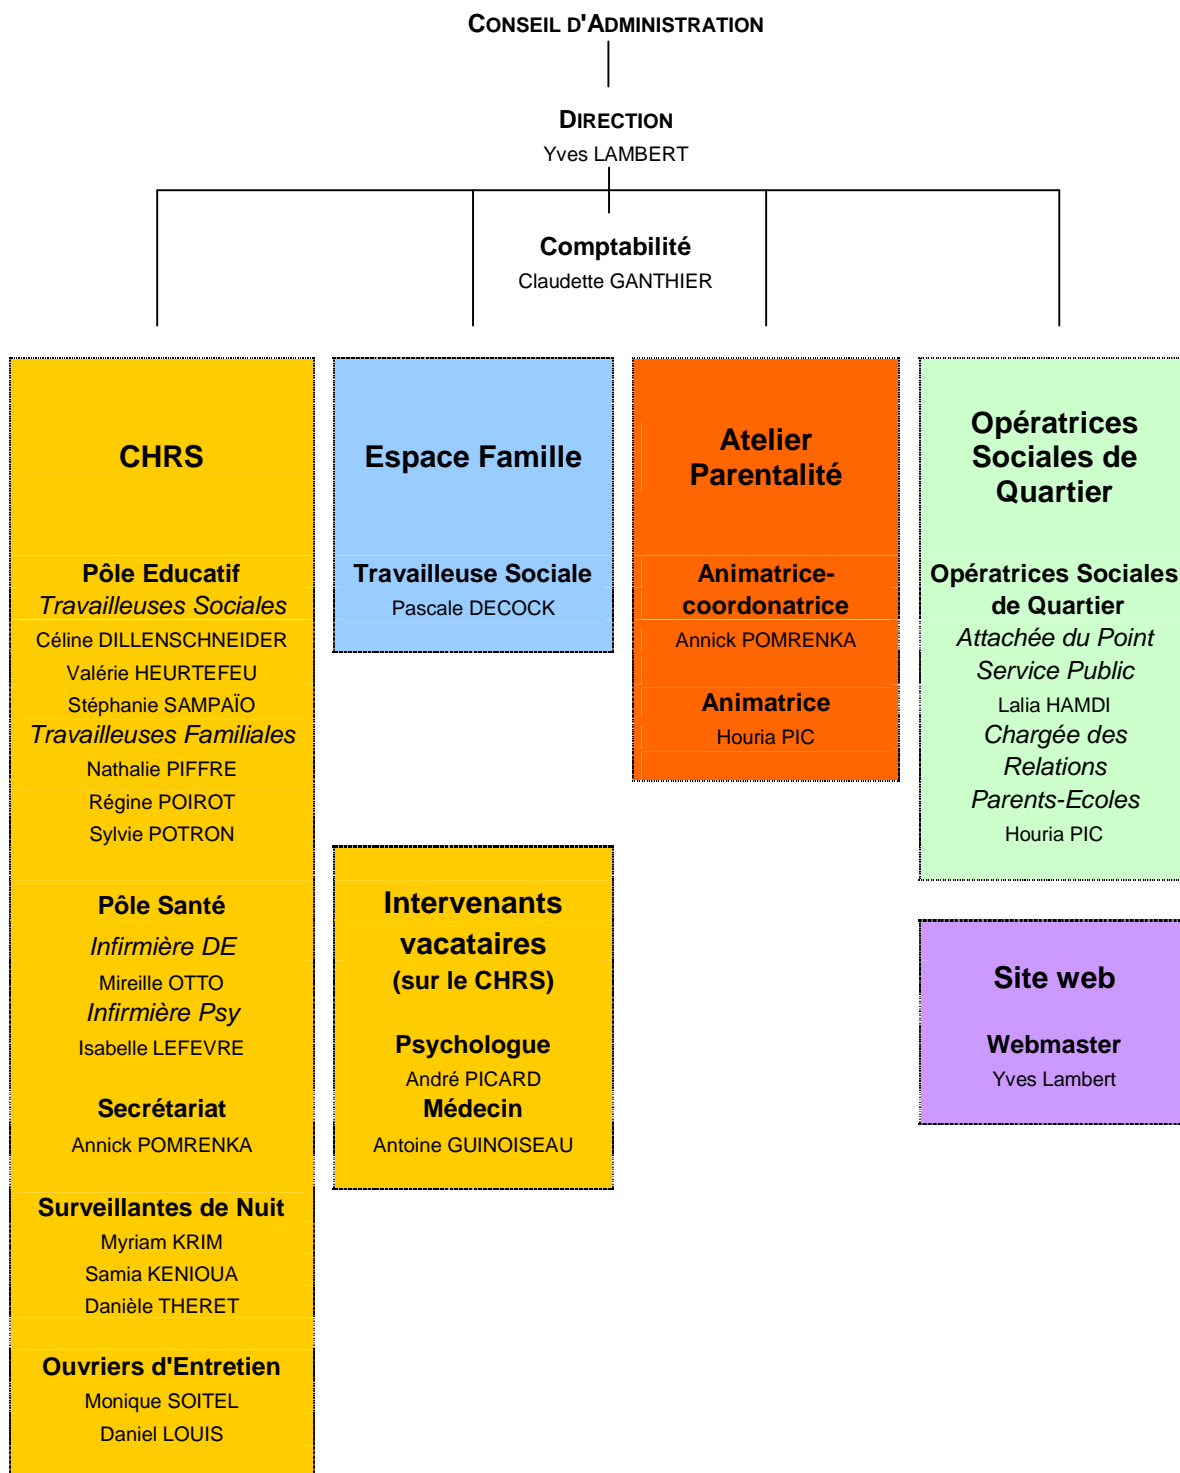 CONSEIL D'ADMINISTRATION
DIRECTION
Yves LAMBERT
Comptabilité
Claudette GANTHIER
CHRS
Pôle Educatif
Travailleuses Sociales
Céline DILLENSCHNEIDER
Valérie HEURTEFEU
Stéphanie SAMPAÏO
Travailleuses Familiales
Nathalie PIFFRE
Régine POIROT
Sylvie POTRON
Pôle Santé
Infirmière DE
Mireille OTTO
Infirmière Psy
Isabelle LEFEVRE
Secrétariat
Annick POMRENKA
Surveillantes de Nuit
Myriam KRIM
Samia KENIOUA
Danièle THERET
Ouvriers d'Entretien
Monique SOITEL
Daniel LOUIS
Espace Famille
Travailleuse Sociale
Pascale DECOCK
Intervenants
vacataires
(sur le CHRS)
Psychologue
André PICARD
Médecin
Antoine GUINOISEAU
Atelier
Parentalité
Animatrice-
coordonatrice
Annick POMRENKA
Animatrice
Houria PIC
Opératrices
Sociales de
Quartier
Opératrices Sociales
de Quartier
Attachée du Point
Service Public
Lalia HAMDI
Chargée des
Relations
Parents-Ecoles
Houria PIC
Site web
Webmaster
Yves Lambert